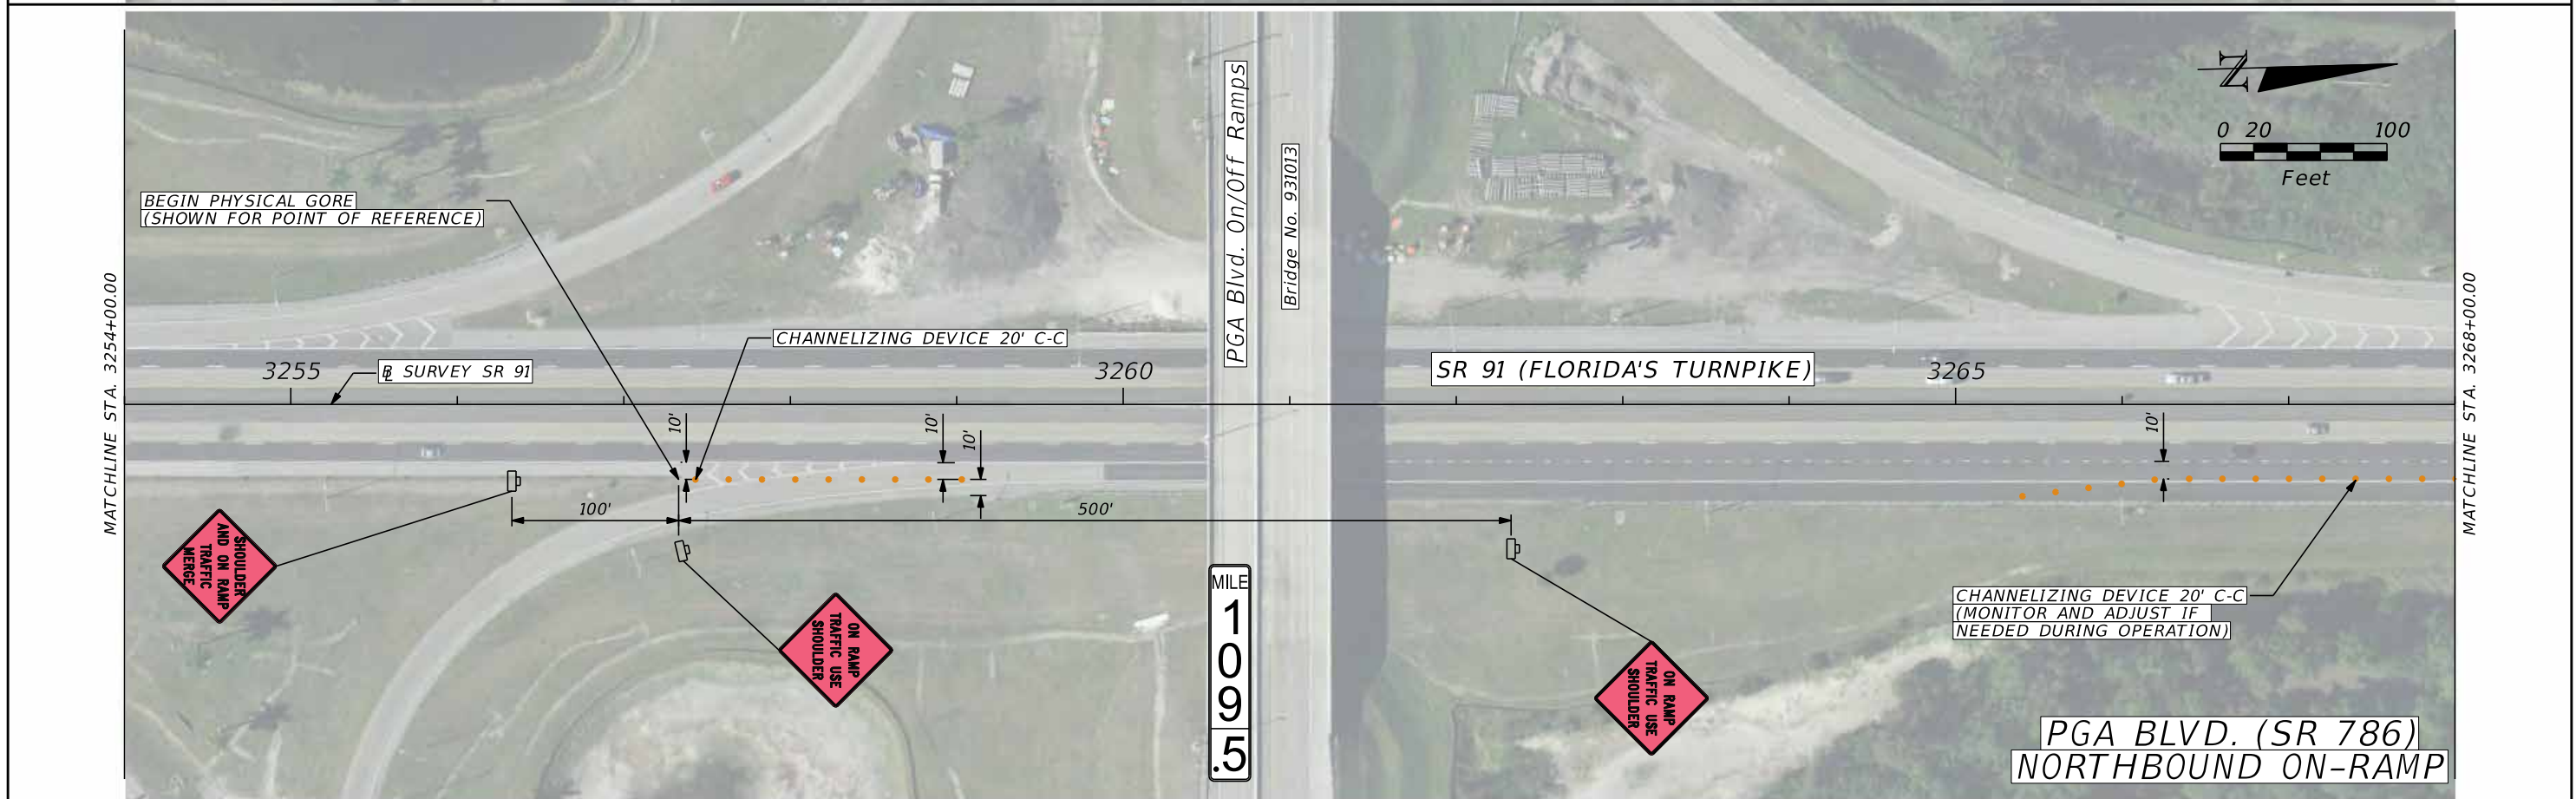 BEGIN PHYSICAL GORE
(SHOWN FOR POINT OF REFERENCE)
CHANNELIZING DEVICE 20' C-C
3255
℄ SURVEY SR 91
3260
SR 91 (FLORIDA'S TURNPIKE)
3265
PGA Blvd. On/Off Ramps
Bridge No. 931013
N
0 20 100
Feet
MATCHLINE STA. 3254+00.00
MATCHLINE STA. 3268+00.00
10'
10'
10'
10'
100'
500'
SHOULDER
AND ON RAMP
TRAFFIC
MERGE
ON RAMP
TRAFFIC USE
SHOULDER
MILE
1
0
9
.5
ON RAMP
TRAFFIC USE
SHOULDER
CHANNELIZING DEVICE 20' C-C
(MONITOR AND ADJUST IF
NEEDED DURING OPERATION)
PGA BLVD. (SR 786)
NORTHBOUND ON-RAMP